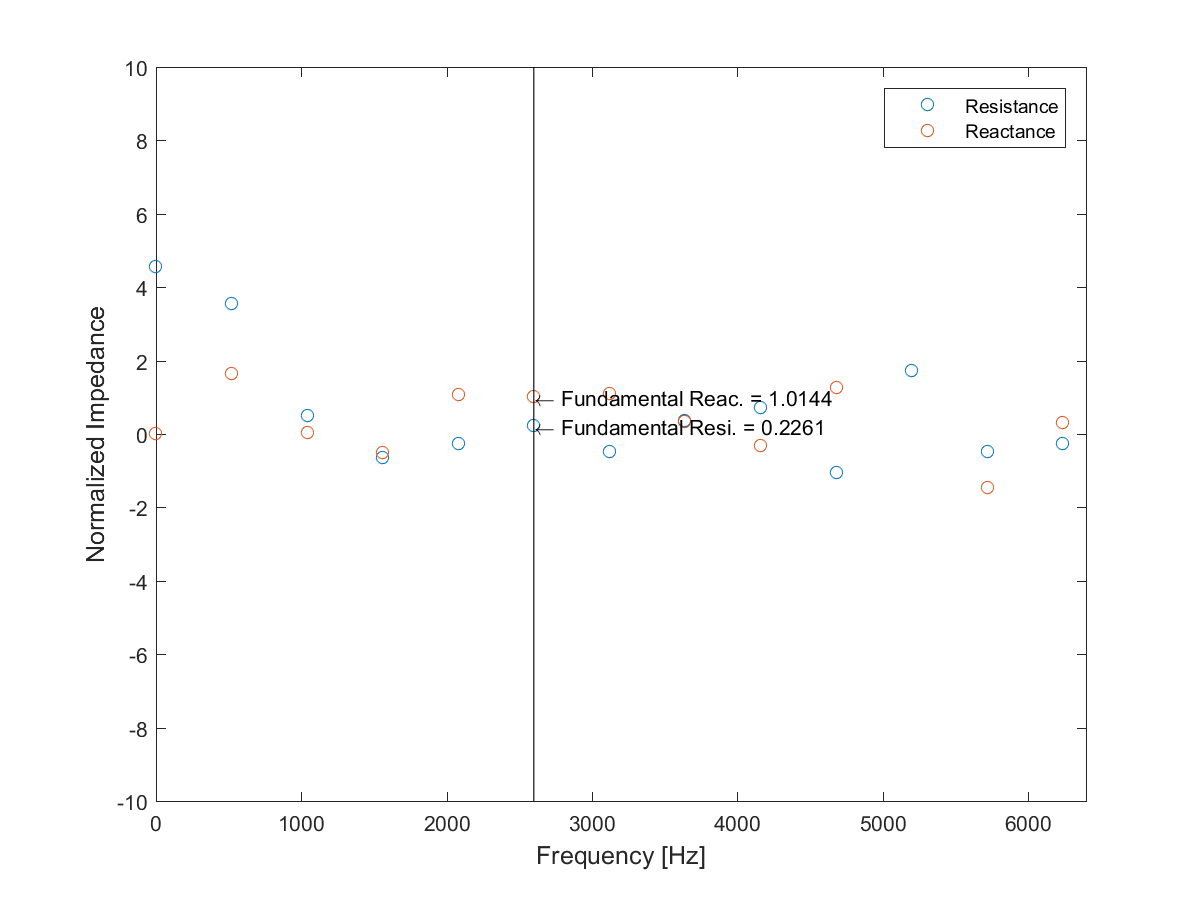 10
8
6
4
2
0
-2
-4
-6
-8
-10
Normalized Impedance
Resistance
Reactance
← Fundamental Reac. = 1.0144
← Fundamental Resi. = 0.2261
0 1000 2000 3000 4000 5000 6000
Frequency [Hz]